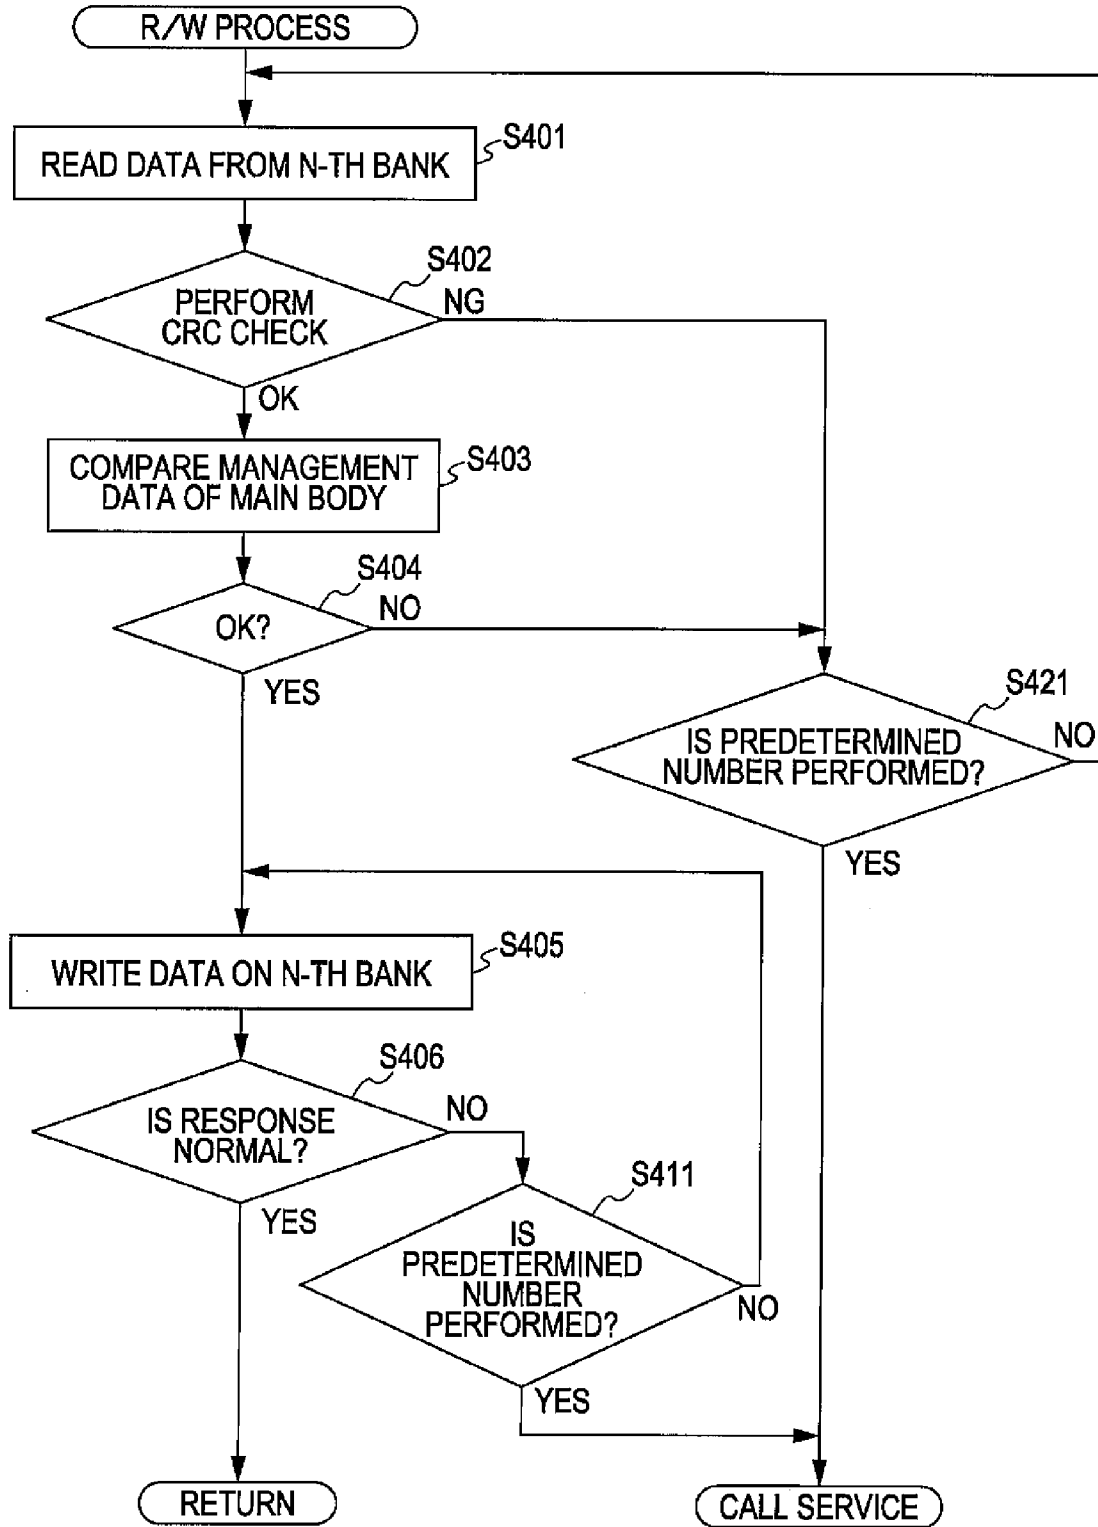 R/W PROCESS
S401
READ DATA FROM N-TH BANK
S402
PERFORM
CRC CHECK
NG
OK
S403
COMPARE MANAGEMENT
DATA OF MAIN BODY
S404
OK?
NO
YES
S421
IS PREDETERMINED
NUMBER PERFORMED?
NO
YES
S405
WRITE DATA ON N-TH BANK
S406
IS RESPONSE
NORMAL?
NO
YES
S411
IS
PREDETERMINED
NUMBER
PERFORMED?
NO
YES
RETURN
CALL SERVICE